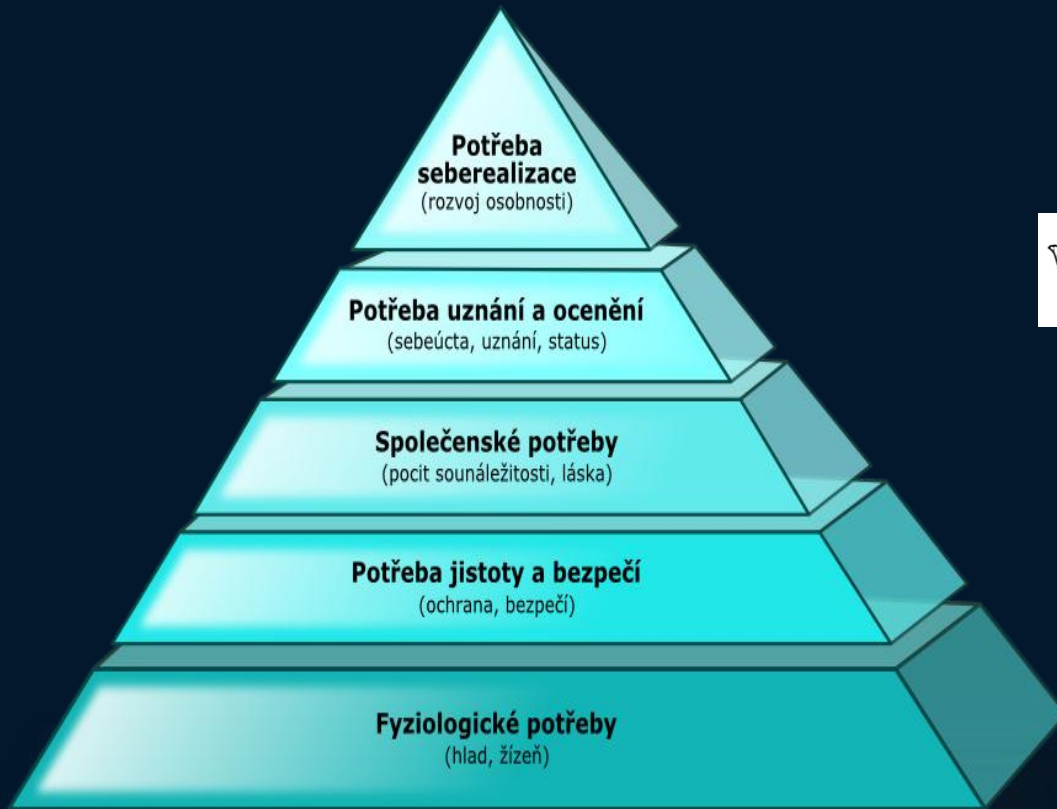 Potřeba
seberealizace
(rozvoj osobnosti)
Potřeba uznání a ocenění
(sebeúcta, uznání, status)
Společenské potřeby
(pocit sounáležitosti, láska)
Potřeba jistoty a bezpečí
(ochrana, bezpečí)
Fyziologické potřeby
(hlad, žízeň)